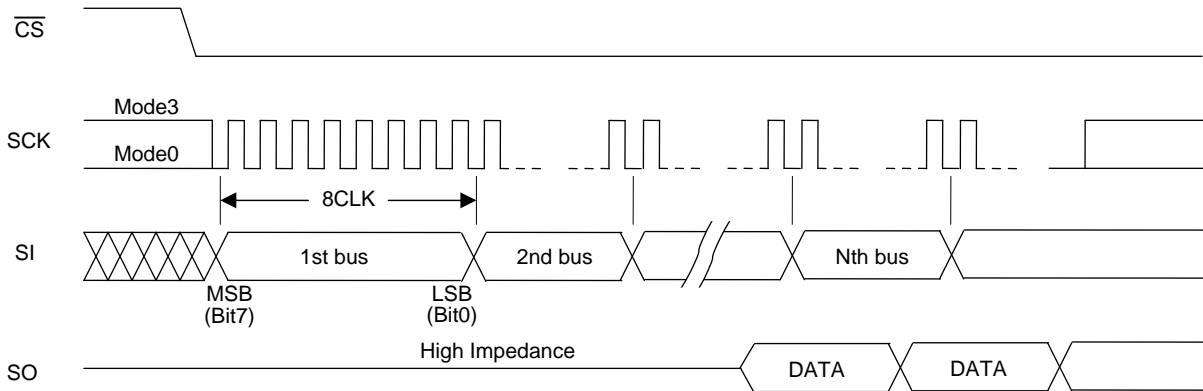 CS
Mode3
SCK
Mode0
8CLK
SI
1st bus
2nd bus
Nth bus
MSB
(Bit7)
LSB
(Bit0)
High Impedance
SO
DATA
DATA